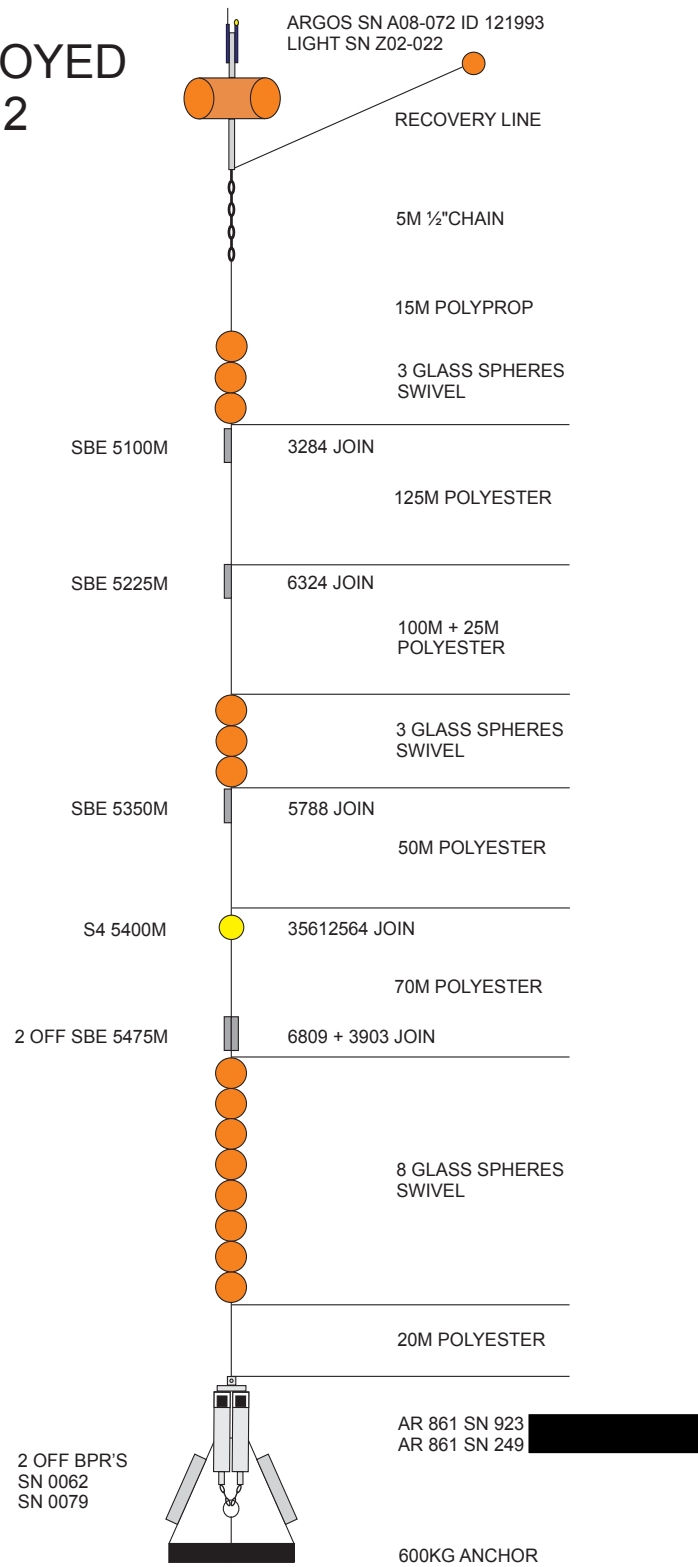 OYED
2
ARGOS SN A08-072 ID 121993
LIGHT SN Z02-022
RECOVERY LINE
5M ½"CHAIN
15M POLYPROP
3 GLASS SPHERES
SWIVEL
SBE 5100M
3284 JOIN
125M POLYESTER
SBE 5225M
6324 JOIN
100M + 25M
POLYESTER
3 GLASS SPHERES
SWIVEL
SBE 5350M
5788 JOIN
50M POLYESTER
S4 5400M
35612564 JOIN
70M POLYESTER
2 OFF SBE 5475M
6809 + 3903 JOIN
8 GLASS SPHERES
SWIVEL
20M POLYESTER
AR 861 SN 923
AR 861 SN 249
2 OFF BPR'S
SN 0062
SN 0079
600KG ANCHOR